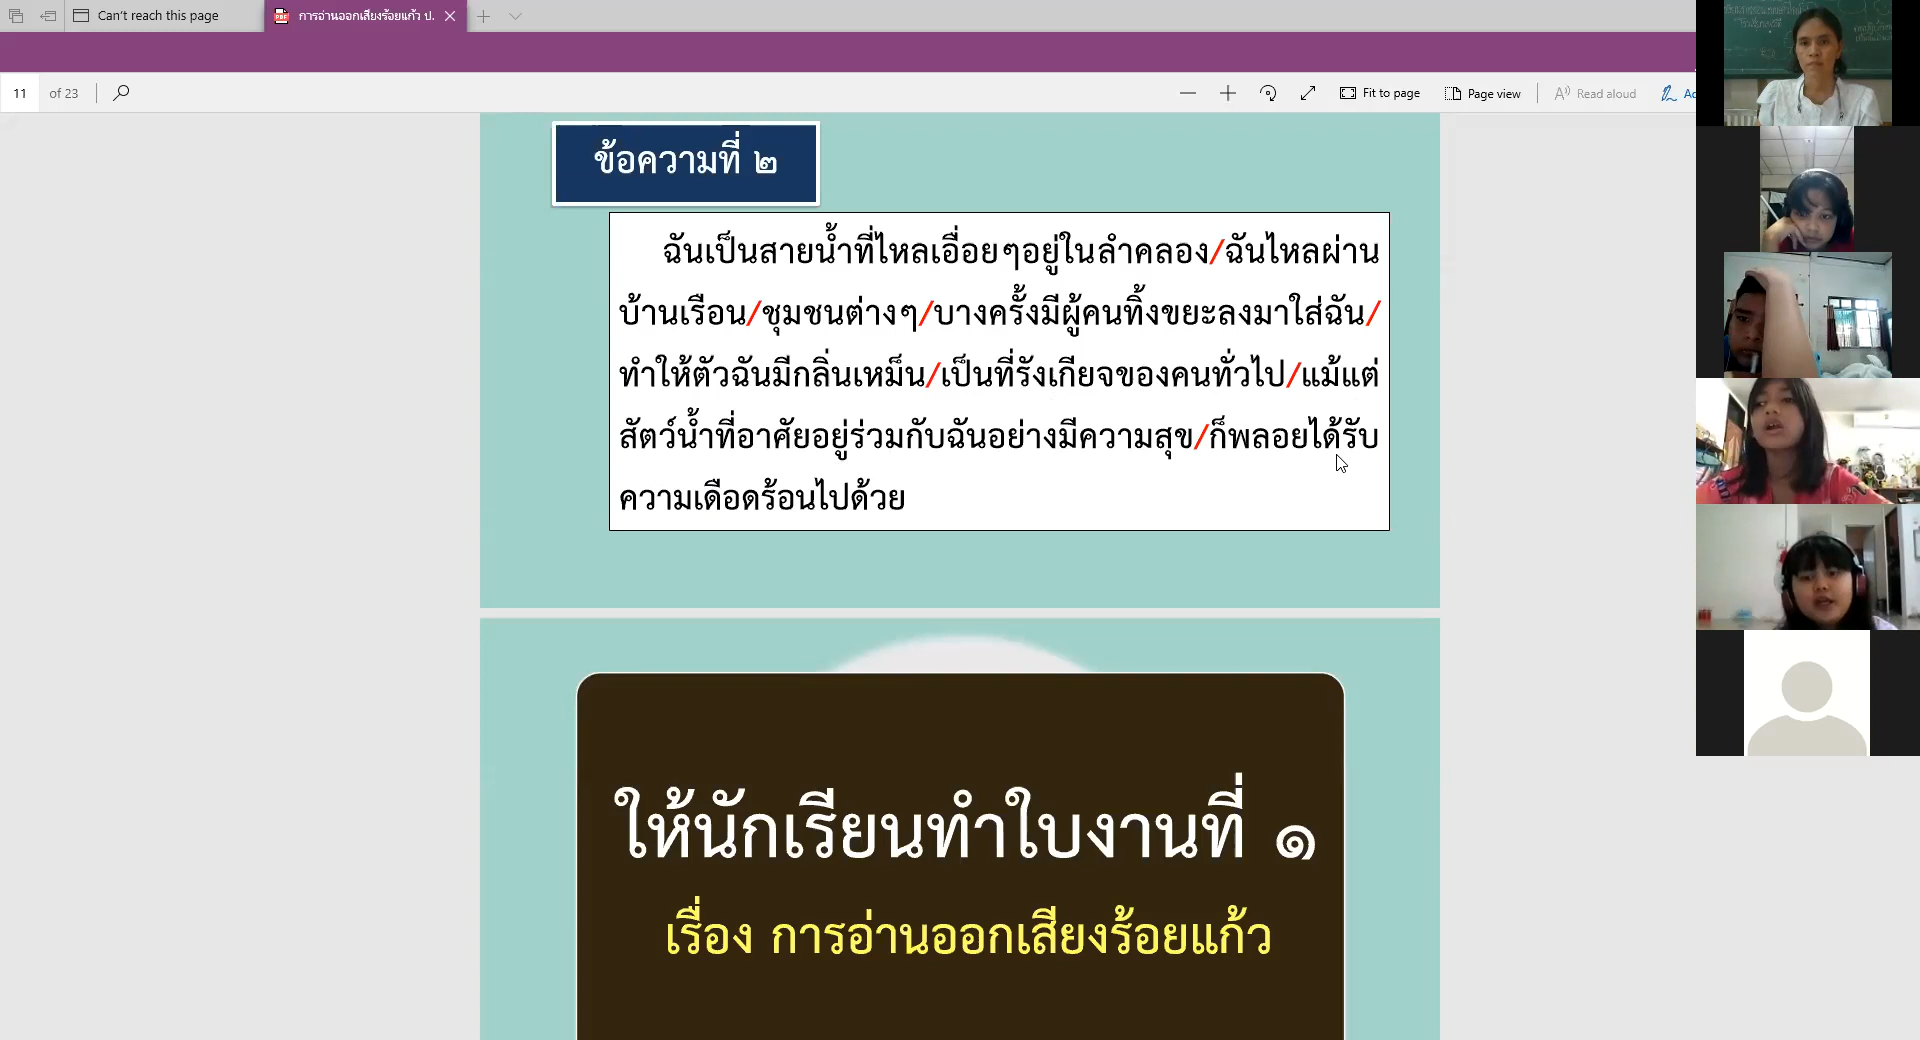 Can't reach this page
การอ่านออกเสียงร้อยแก้ว ป.
11 of 23
Fit to page
Page view
Read aloud
ข้อความที่ ๒
ฉันเป็นสายน้ำที่ไหลเอื่อยๆอยู่ในลำคลอง/ฉันไหลผ่าน
บ้านเรือน/ชุมชนต่างๆ/บางครั้งมีผู้คนทิ้งขยะลงมาใส่ฉัน/
ทำให้ตัวฉันมีกลิ่นเหม็น/เป็นที่รังเกียจของคนทั่วไป/แม้แต่
สัตว์น้ำที่อาศัยอยู่ร่วมกับฉันอย่างมีความสุข/ก็พลอยได้รับ
ความเดือดร้อนไปด้วย
ให้นักเรียนทำใบงานที่ ๑
เรื่อง การอ่านออกเสียงร้อยแก้ว